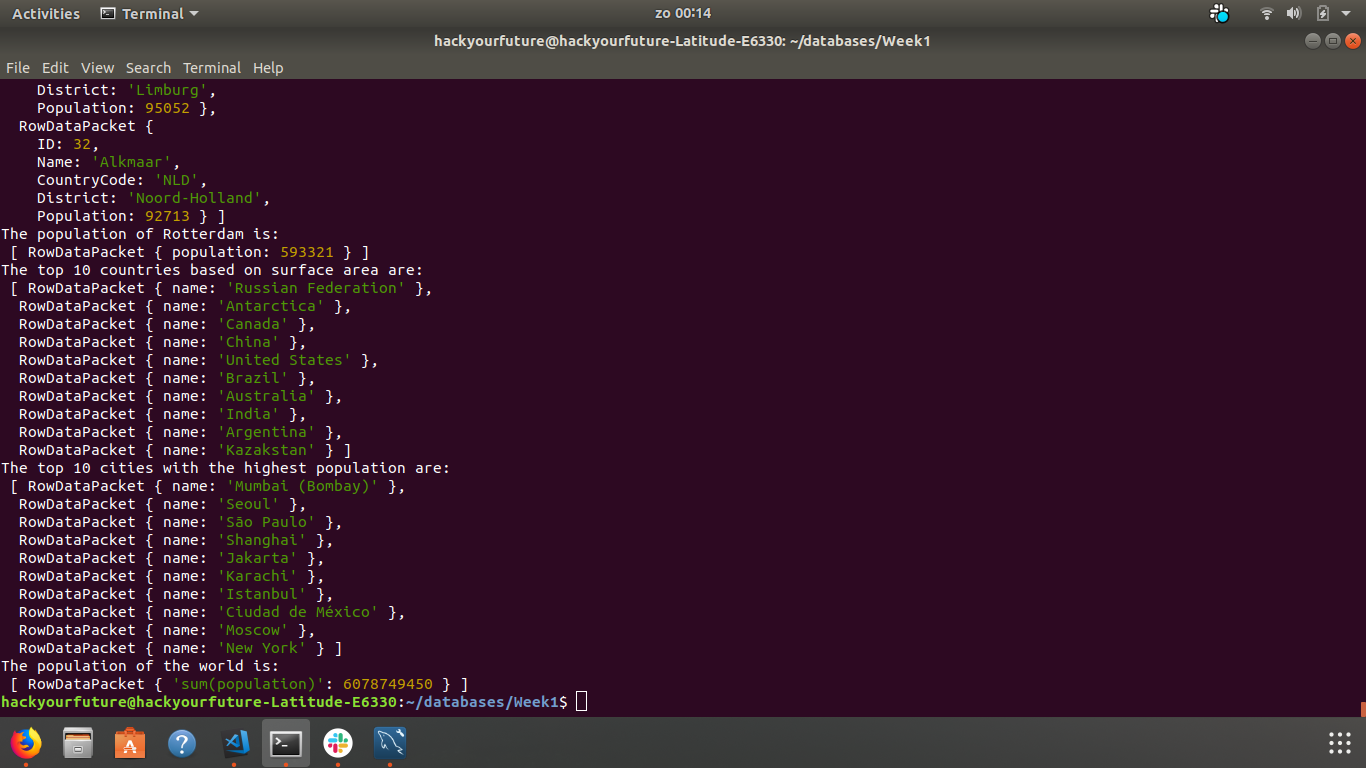 Activities Terminal zo 00:14
hackyourfuture@hackyourfuture-Latitude-E6330: ~/databases/Week1
File Edit View Search Terminal Help
    District: 'Limburg',
    Population: 95052 },
  RowDataPacket {
    ID: 32,
    Name: 'Alkmaar',
    CountryCode: 'NLD',
    District: 'Noord-Holland',
    Population: 92713 } ]
The population of Rotterdam is:
 [ RowDataPacket { population: 593321 } ]
The top 10 countries based on surface area are:
 [ RowDataPacket { name: 'Russian Federation' },
  RowDataPacket { name: 'Antarctica' },
  RowDataPacket { name: 'Canada' },
  RowDataPacket { name: 'China' },
  RowDataPacket { name: 'United States' },
  RowDataPacket { name: 'Brazil' },
  RowDataPacket { name: 'Australia' },
  RowDataPacket { name: 'India' },
  RowDataPacket { name: 'Argentina' },
  RowDataPacket { name: 'Kazakstan' } ]
The top 10 cities with the highest population are:
 [ RowDataPacket { name: 'Mumbai (Bombay)' },
  RowDataPacket { name: 'Seoul' },
  RowDataPacket { name: 'São Paulo' },
  RowDataPacket { name: 'Shanghai' },
  RowDataPacket { name: 'Jakarta' },
  RowDataPacket { name: 'Karachi' },
  RowDataPacket { name: 'Istanbul' },
  RowDataPacket { name: 'Ciudad de México' },
  RowDataPacket { name: 'Moscow' },
  RowDataPacket { name: 'New York' } ]
The population of the world is:
 [ RowDataPacket { 'sum(population)': 6078749450 } ]
hackyourfuture@hackyourfuture-Latitude-E6330:~/databases/Week1$